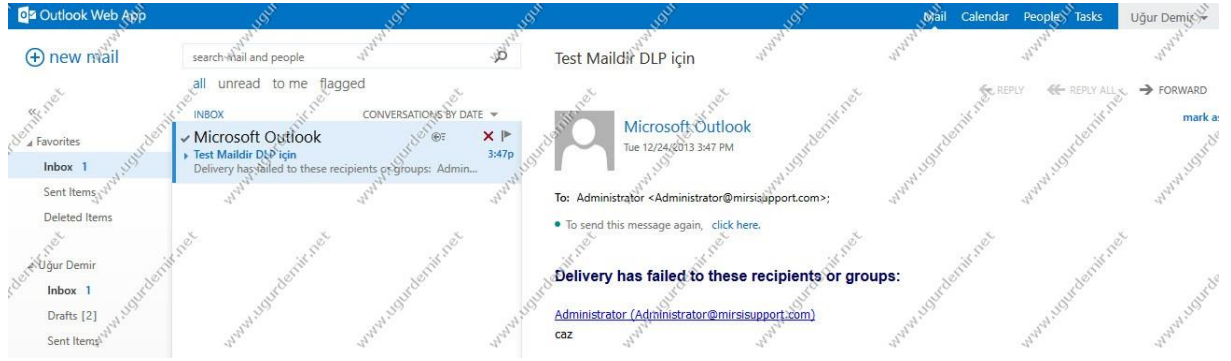 Outlook Web App
Mail Calendar People Tasks Uğur Demir
new mail
search mail and people
all unread to me flagged
INBOX CONVERSATIONS BY DATE
Microsoft Outlook
Test Maildir DLP için 3:47p
Delivery has failed to these recipients or groups: Admin...
Favorites
Inbox 1
Sent Items
Deleted Items
Uğur Demir
Inbox 1
Drafts [2]
Sent Items
Test Maildir DLP için
REPLY REPLY ALL FORWARD
mark as
Microsoft Outlook
Tue 12/24/2013 3:47 PM
To: Administrator <Administrator@mirsisupport.com>;
To send this message again, click here.
Delivery has failed to these recipients or groups:
Administrator (Administrator@mirsisupport.com)
caz
www.ugurdemir.net